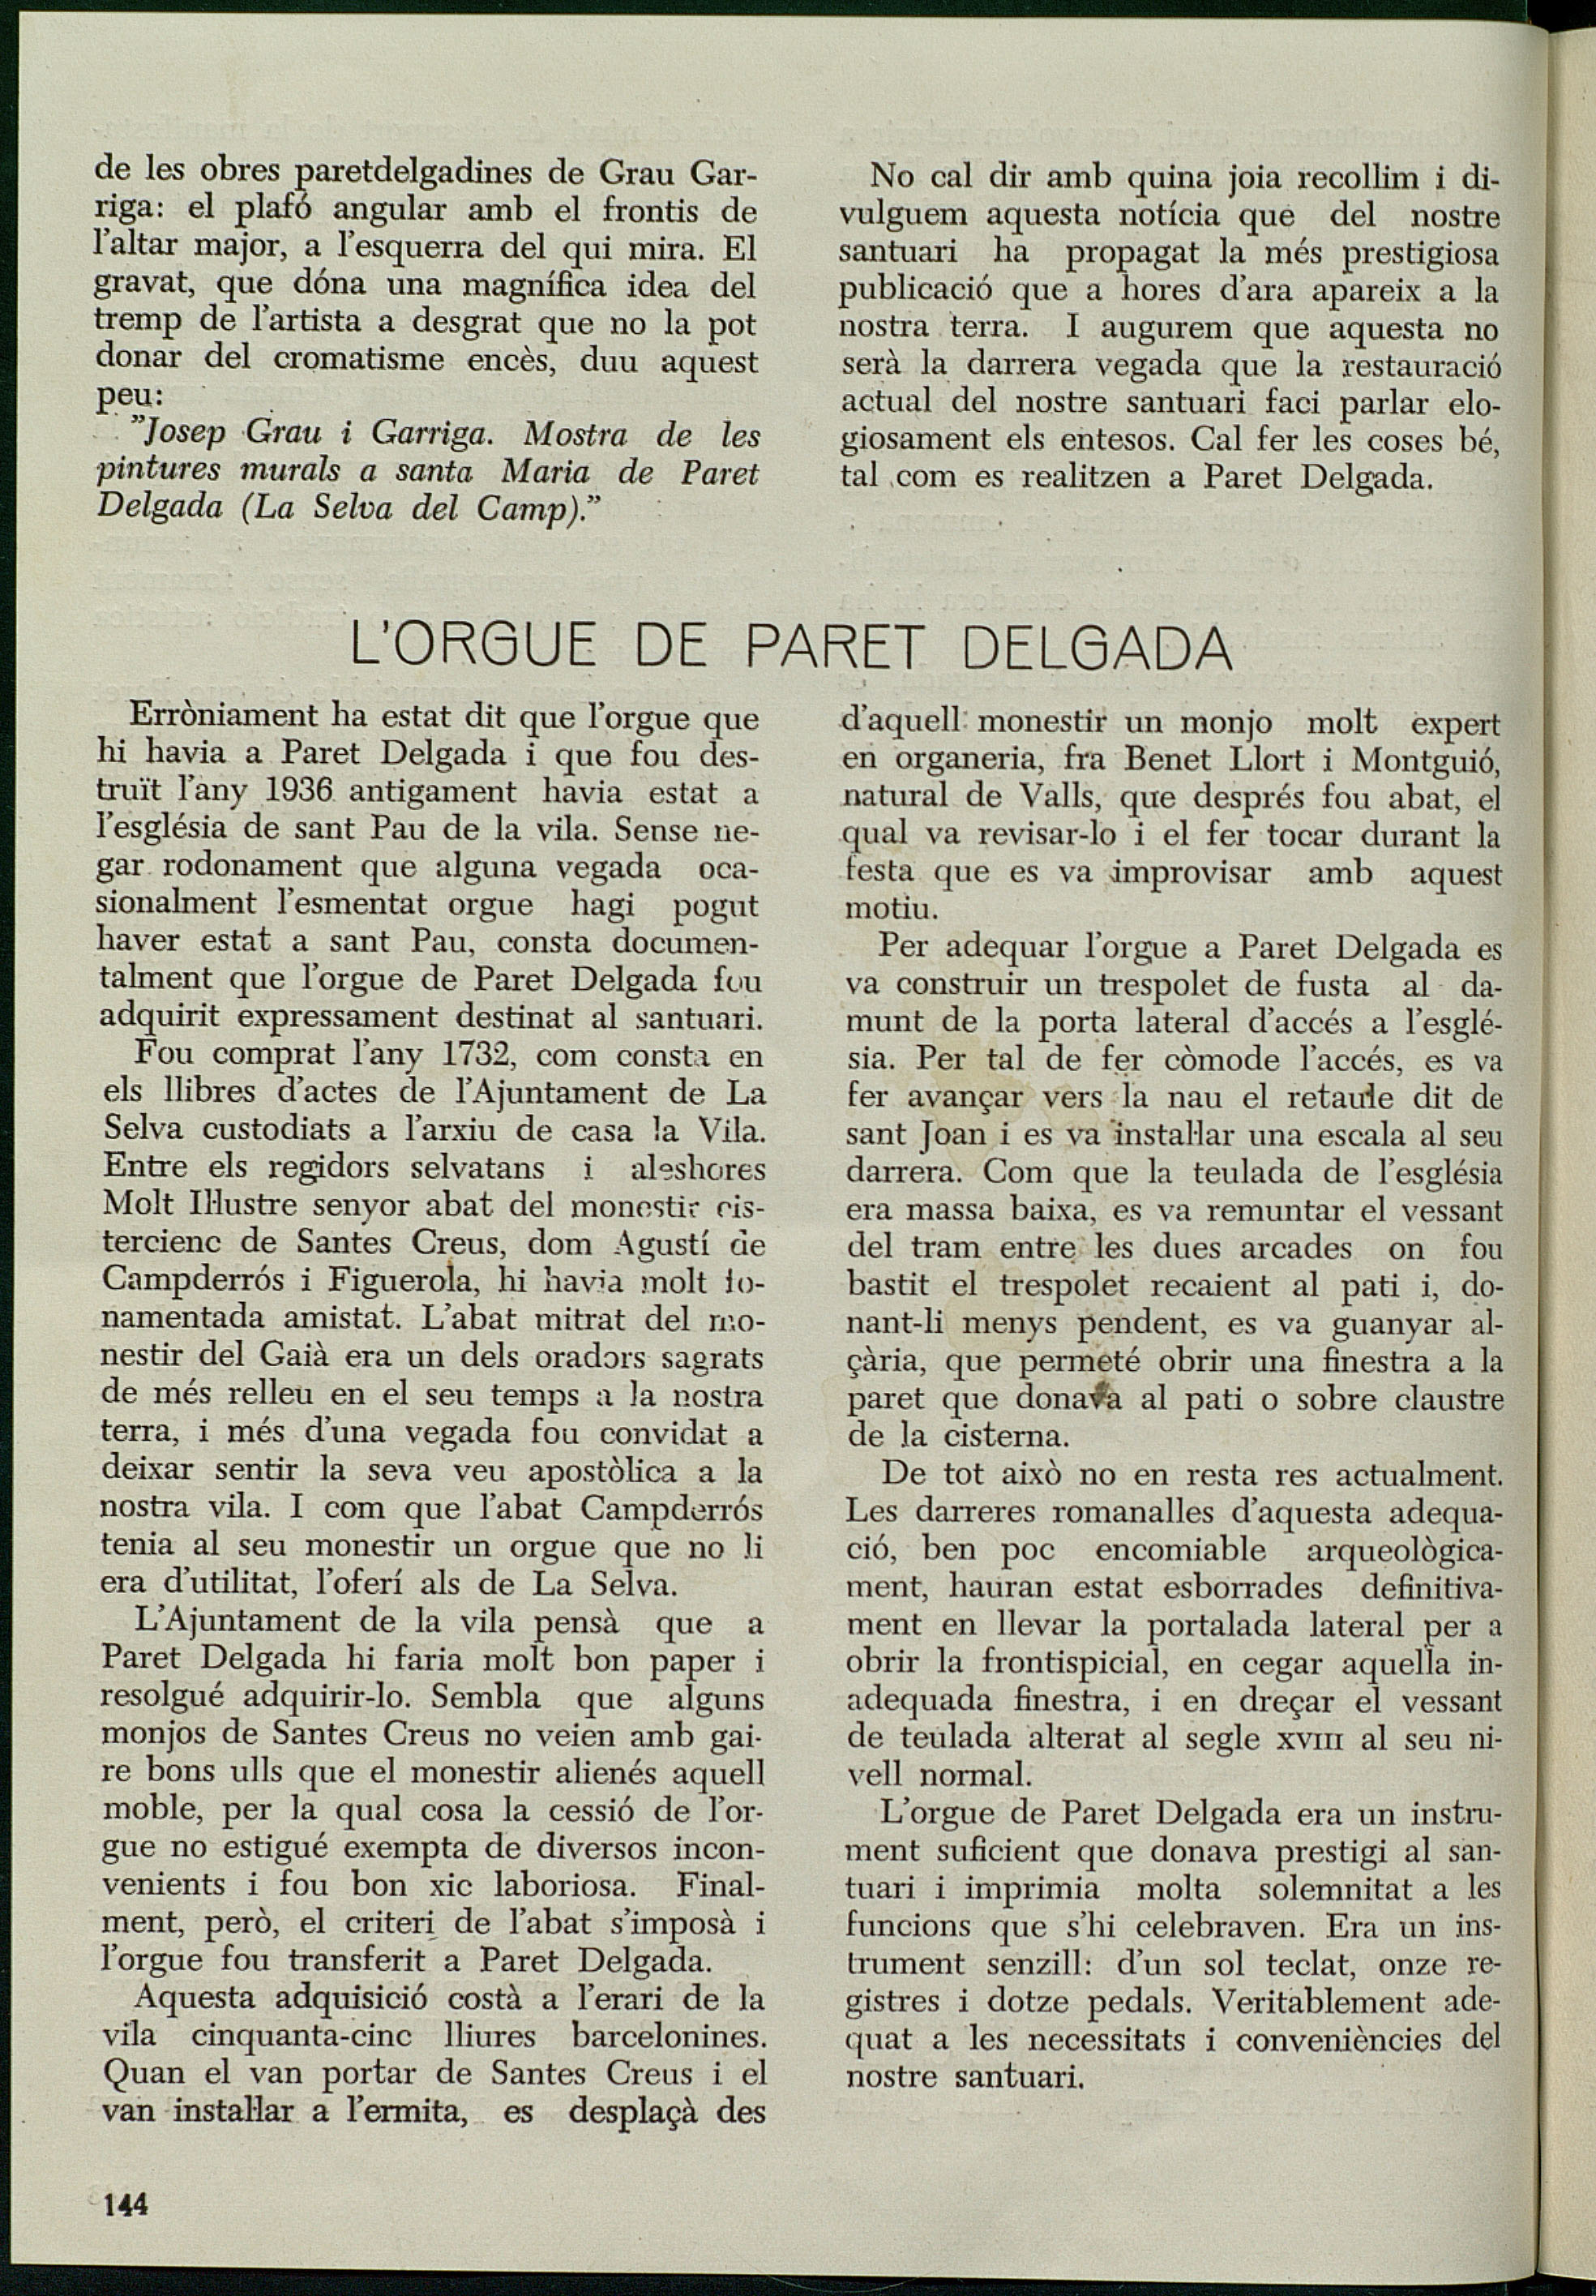 de les obres paretdelgadines de Grau Gar-
riga: el plafó angular amb el frontis de
l'altar major, a l'esquerra del qui mira. El
gravat, que dóna una magnífica idea del
tremp de l'artista a desgrat que no la pot
donar del cromatisme encès, duu aquest
peu:
"Josep Grau i Garriga. Mostra de les
pintures murals a santa Maria de Paret
Delgada (La Selva del Camp)."
No cal dir amb quina joia recollim i di-
vulguem aquesta notícia que del nostre
santuari ha propagat la més prestigiosa
publicació que a hores d'ara apareix a la
nostra terra. I augurem que aquesta no
serà la darrera vegada que la restauració
actual del nostre santuari faci parlar elo-
giosament els entesos. Cal fer les coses bé,
tal com es realitzen a Paret Delgada.
L'ORGUE DE PARET DELGADA
Erròniament ha estat dit que l'orgue que
hi havia a Paret Delgada i que fou des-
truït l'any 1936 antigament havia estat a
l'església de sant Pau de la vila. Sense ne-
gar rodonament que alguna vegada oca-
sionalment l'esmentat orgue hagi pogut
haver estat a sant Pau, consta documen-
talment que l'orgue de Paret Delgada fou
adquirit expressament destinat al santuari.
Fou comprat l'any 1732, com consta en
els llibres d'actes de l'Ajuntament de La
Selva custodiats a l'arxiu de casa la Vila.
Entre els regidors selvatans i aleshores
Molt Il·lustre senyor abat del monestir cis-
tercienc de Santes Creus, dom Agustí de
Campderrós i Figuerola, hi havia molt fo-
namentada amistat. L'abat mitrat del mo-
nestir del Gaià era un dels oradors sagrats
de més relleu en el seu temps a la nostra
terra, i més d'una vegada fou convidat a
deixar sentir la seva veu apostòlica a la
nostra vila. I com que l'abat Campderrós
tenia al seu monestir un orgue que no li
era d'utilitat, l'oferí als de La Selva.
L'Ajuntament de la vila pensà que a
Paret Delgada hi faria molt bon paper i
resolgué adquirir-lo. Sembla que alguns
monjos de Santes Creus no veien amb gai-
re bons ulls que el monestir alienés aquell
moble, per la qual cosa la cessió de l'or-
gue no estigué exempta de diversos incon-
venients i fou bon xic laboriosa. Final-
ment, però, el criteri de l'abat s'imposà i
l'orgue fou transferit a Paret Delgada.
Aquesta adquisició costà a l'erari de la
vila cinquanta-cinc lliures barcelonines.
Quan el van portar de Santes Creus i el
van instal·lar a l'ermita, es desplaçà des
d'aquell monestir un monjo molt expert
en organeria, fra Benet Llort i Montguió,
natural de Valls, que després fou abat, el
qual va revisar-lo i el fer tocar durant la
festa que es va improvisar amb aquest
motiu.
Per adequar l'orgue a Paret Delgada es
va construir un trespolet de fusta al da-
munt de la porta lateral d'accés a l'esglé-
sia. Per tal de fer còmode l'accés, es va
fer avançar vers la nau el retaule dit de
sant Joan i es va instal·lar una escala al seu
darrera. Com que la teulada de l'església
era massa baixa, es va remuntar el vessant
del tram entre les dues arcades on fou
bastit el trespolet recaient al pati i, do-
nant-li menys pendent, es va guanyar al-
çària, que permeté obrir una finestra a la
paret que donava al pati o sobre claustre
de la cisterna.
De tot això no en resta res actualment.
Les darreres romanalles d'aquesta adequa-
ció, ben poc encomiable arqueològica-
ment, hauran estat esborrades definitiva-
ment en llevar la portalada lateral per a
obrir la frontispicial, en cegar aquella in-
adequada finestra, i en dreçar el vessant
de teulada alterat al segle XVIII al seu ni-
vell normal.
L'orgue de Paret Delgada era un instru-
ment suficient que donava prestigi al san-
tuari i imprimia molta solemnitat a les
funcions que s'hi celebraven. Era un ins-
trument senzill: d'un sol teclat, onze re-
gistres i dotze pedals. Veritablement ade-
quat a les necessitats i conveniències del
nostre santuari.
144